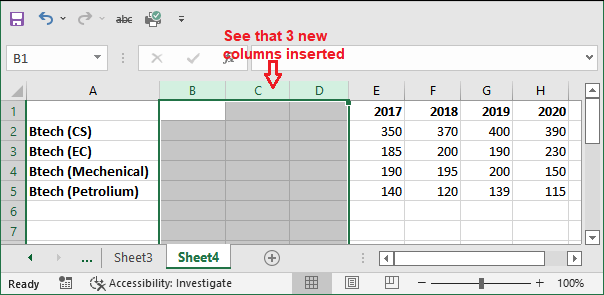 abc
See that 3 new
columns inserted
B1
fx
A B C D E F G H
1 2017 2018 2019 2020
2 Btech (CS) 350 370 400 390
3 Btech (EC) 185 200 190 230
4 Btech (Mechenical) 190 195 200 150
5 Btech (Petrolium) 140 120 139 115
6
7
... Sheet3 Sheet4
Ready Accessibility: Investigate 100%